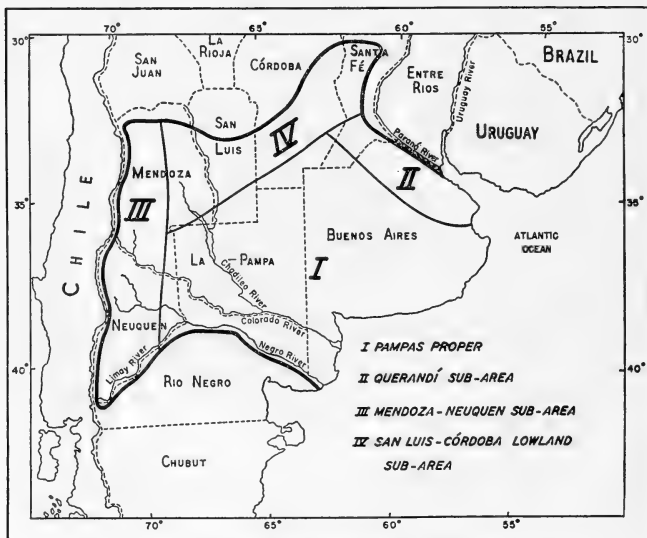 70° 65° 60° 55°
30° 30°
LA RIOJA
SAN JUAN
CÓRDOBA
SANTA FÉ
ENTRE RIOS
BRAZIL
Uruguay River
URUGUAY
SAN LUIS
IV
Paraná River
MENDOZA
II
CHILE
III
35° 35°
BUENOS AIRES
ATLANTIC OCEAN
LA PAMPA
I
Chadileo River
Colorado River
NEUQUEN
Limay River
Negro River
40° 40°
RIO NEGRO
CHUBUT
I PAMPAS PROPER
II QUERANDÍ SUB-AREA
III MENDOZA-NEUQUEN SUB-AREA
IV SAN LUIS-CÓRDOBA LOWLAND
SUB-AREA
70° 65° 60° 55°